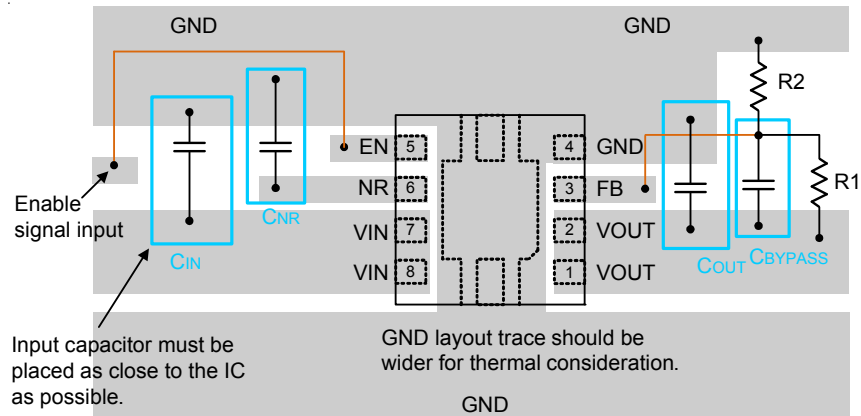 GND
GND
R2
EN
5
4
GND
NR
6
3
FB
R1
Enable
signal input
CNR
VIN
7
2
VOUT
CIN
VIN
8
1
VOUT
COUT
CBYPASS
Input capacitor must be
placed as close to the IC
as possible.
GND layout trace should be
wider for thermal consideration.
GND